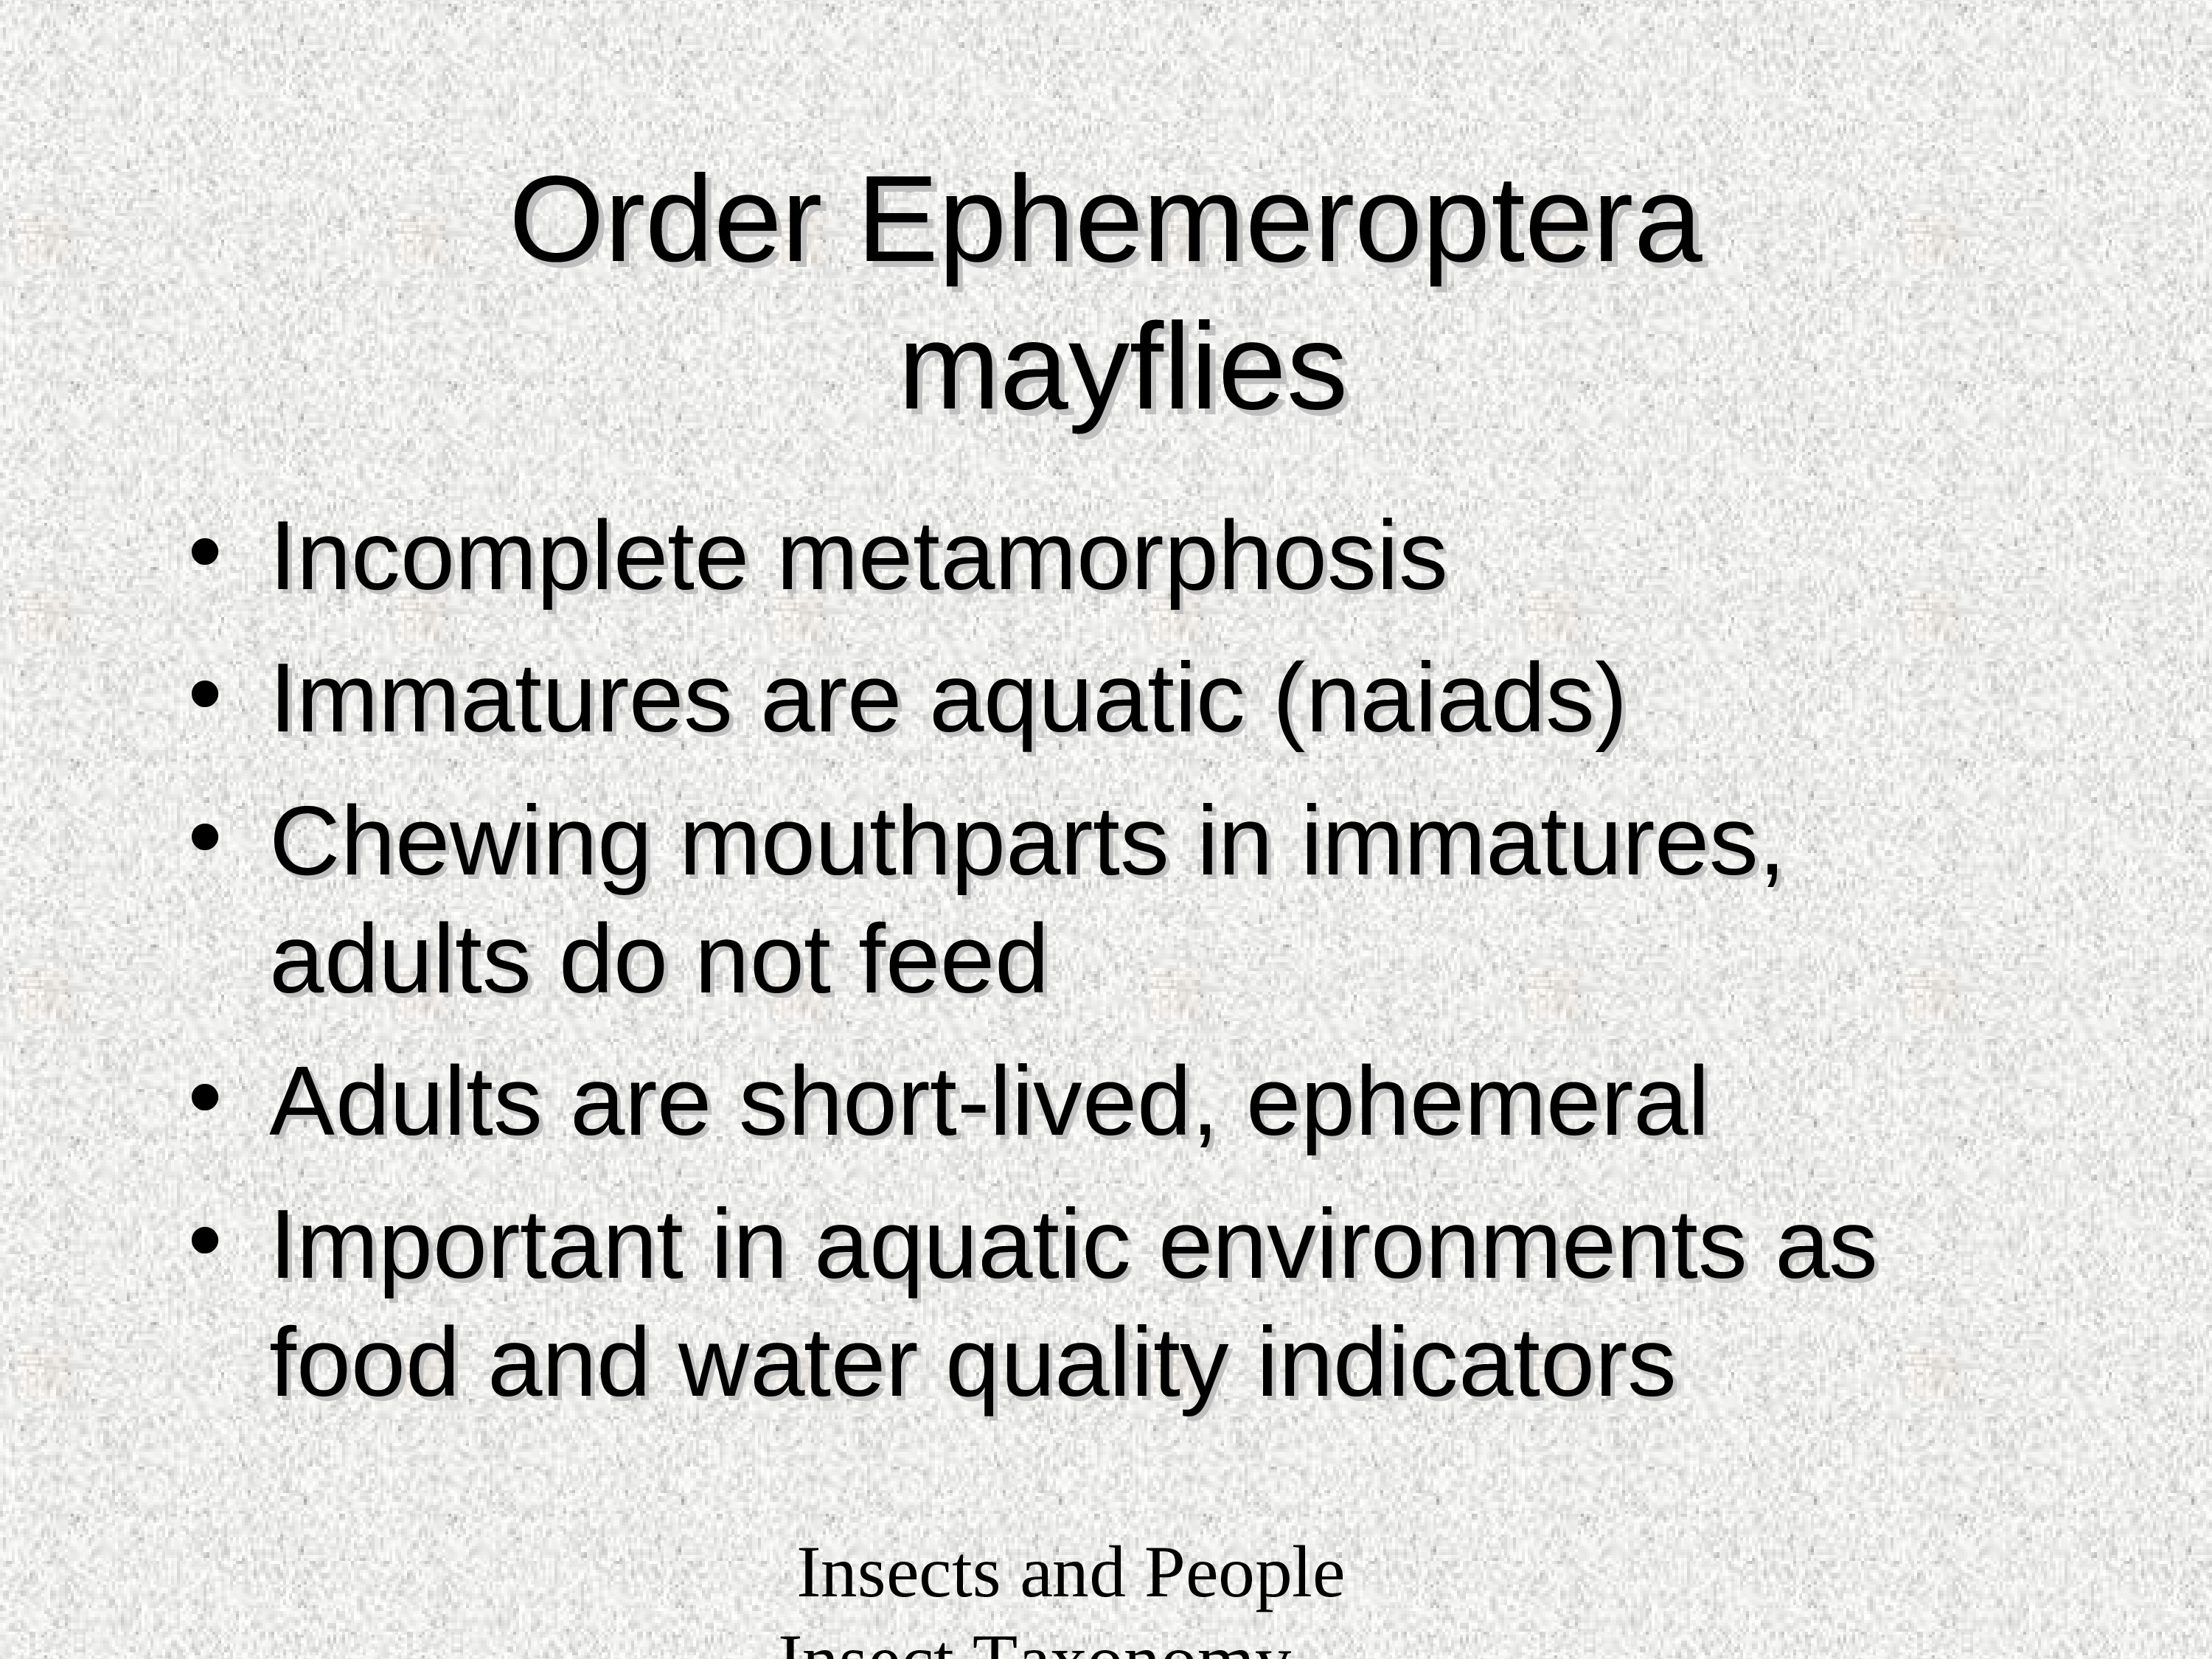 Order Ephemeroptera
mayflies
• Incomplete metamorphosis
• Immatures are aquatic (naiads)
• Chewing mouthparts in immatures,
adults do not feed
• Adults are short-lived, ephemeral
• Important in aquatic environments as
food and water quality indicators
Insects and People
Insect Taxonomy